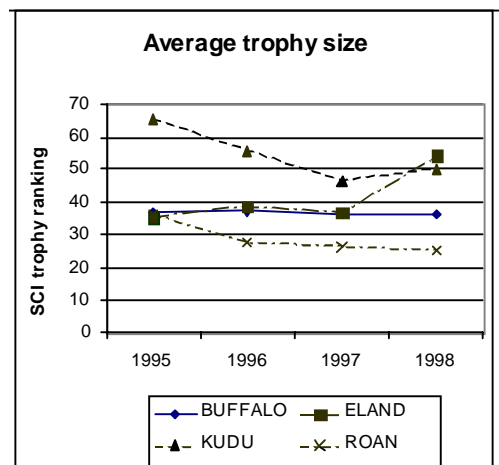 Average trophy size
SCI trophy ranking
70
60
50
40
30
20
10
0
1995 1996 1997 1998
BUFFALO ELAND
KUDU ROAN